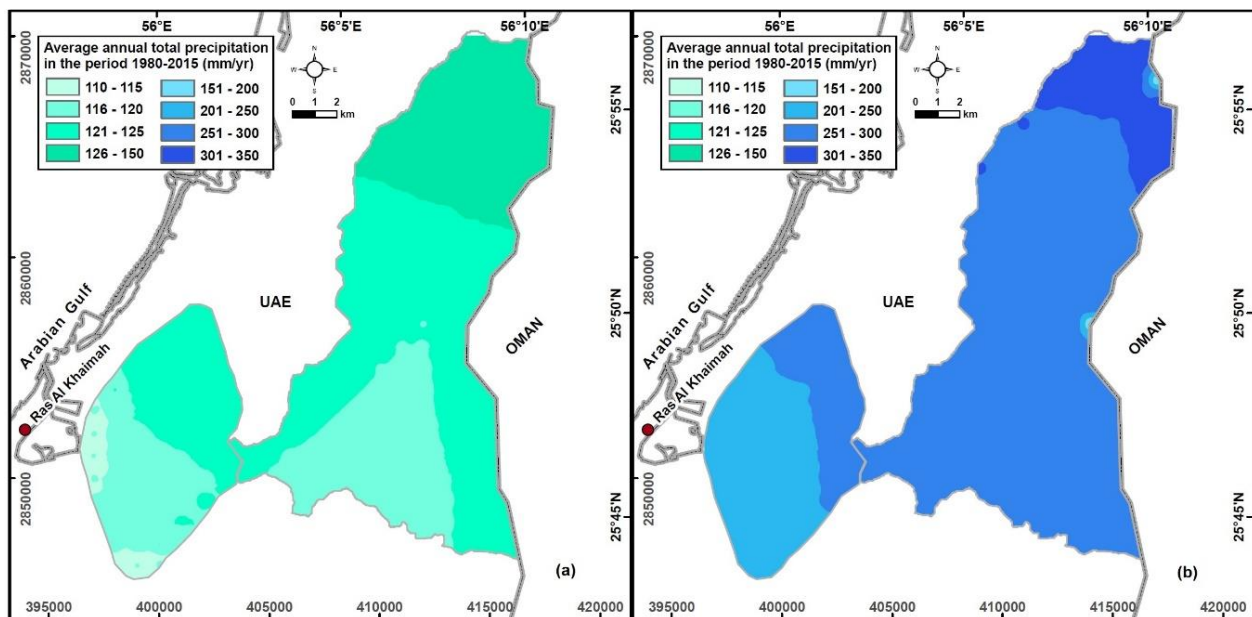 56°0'E 56°5'E 56°10'E
2870000
Average annual total precipitation
in the period 1980-2015 (mm/yr)
110 - 115 151 - 200
116 - 120 201 - 250
121 - 125 251 - 300
126 - 150 301 - 350
N
W E
S
0 1 2
km
25°55'N
2860000
Arabian Gulf
UAE
25°50'N
OMAN
Ras Al Khaimah
2850000
25°45'N
(a)
395000 400000 405000 410000 415000 420000
56°0'E 56°5'E 56°10'E
2870000
Average annual total precipitation
in the period 1980-2015 (mm/yr)
110 - 115 151 - 200
116 - 120 201 - 250
121 - 125 251 - 300
126 - 150 301 - 350
N
W E
S
0 1 2
km
25°55'N
2860000
Arabian Gulf
UAE
25°50'N
OMAN
Ras Al Khaimah
2850000
25°45'N
(b)
395000 400000 405000 410000 415000 420000